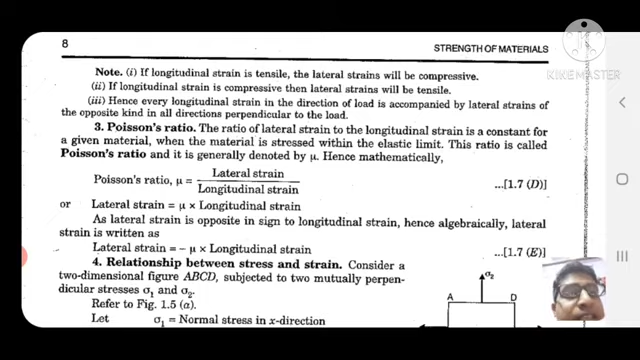 8
STRENGTH OF MATERIALS
KINEMASTER
Note. (i) If longitudinal strain is tensile, the lateral strains will be compressive.
(ii) If longitudinal strain is compressive then lateral strains will be tensile.
(iii) Hence every longitudinal strain in the direction of load is accompanied by lateral strains of
the opposite kind in all directions perpendicular to the load.
3. Poisson's ratio. The ratio of lateral strain to the longitudinal strain is a constant for
a given material, when the material is stressed within the elastic limit. This ratio is called
Poisson's ratio and it is generally denoted by μ. Hence mathematically,
Lateral strain
Poisson's ratio, μ = ...[1.7 (D)]
Longitudinal strain
or Lateral strain = μ × Longitudinal strain
As lateral strain is opposite in sign to longitudinal strain, hence algebraically, lateral
strain is written as
Lateral strain = – μ × Longitudinal strain ...[1.7 (E)]
4. Relationship between stress and strain. Consider a
two-dimensional figure ABCD, subjected to two mutually perpen-
dicular stresses σ₁ and σ₂.
Refer to Fig. 1.5 (a).
Let σ₁ = Normal stress in x-direction
σ₂
A D